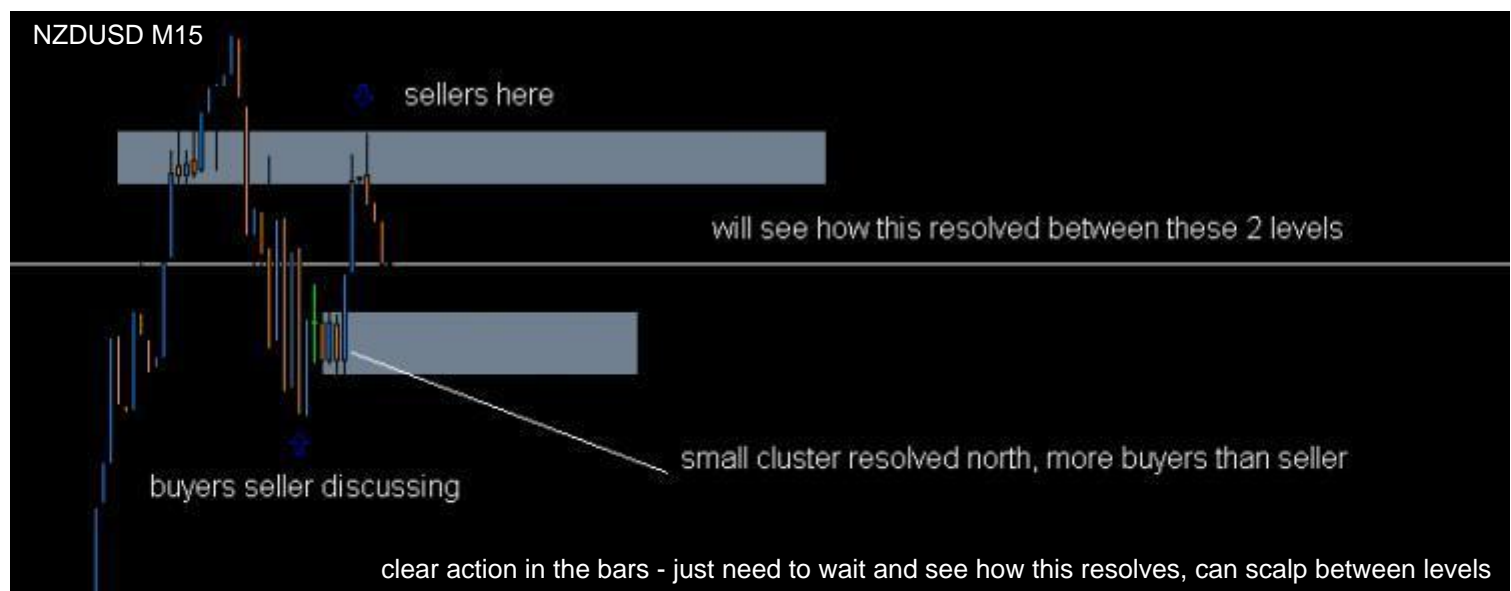 NZDUSD M15
sellers here
will see how this resolved between these 2 levels
small cluster resolved north, more buyers than seller
buyers seller discussing
clear action in the bars - just need to wait and see how this resolves, can scalp between levels